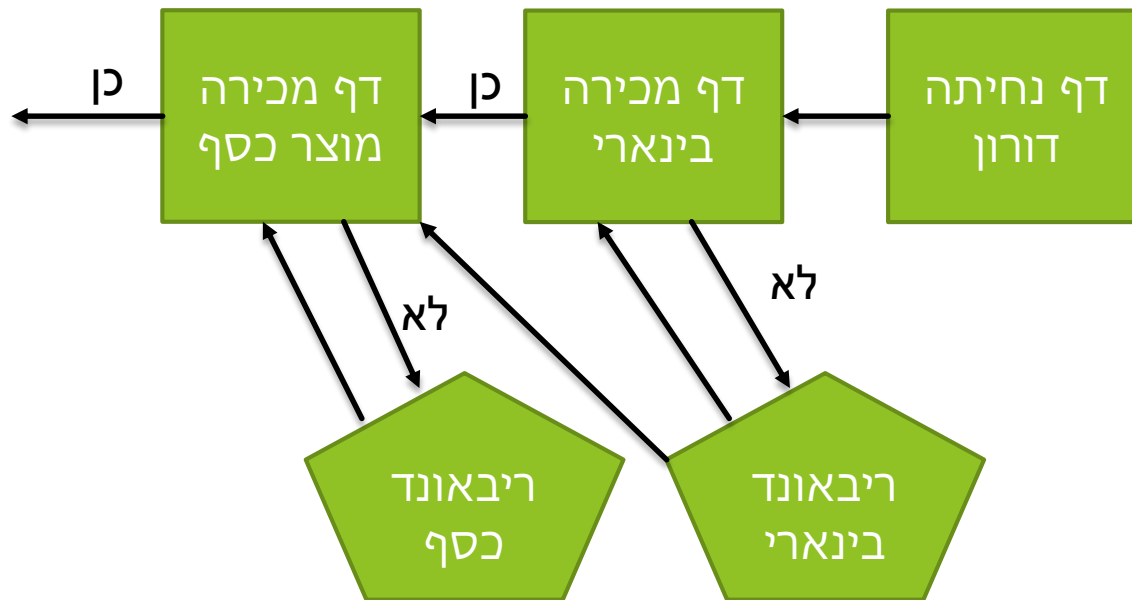 דף נחיתה
דורון
דף מכירה
בינארי
כן
דף מכירה
מוצר כסף
כן
לא
לא
ריבאונד
בינארי
ריבאונד
כסף